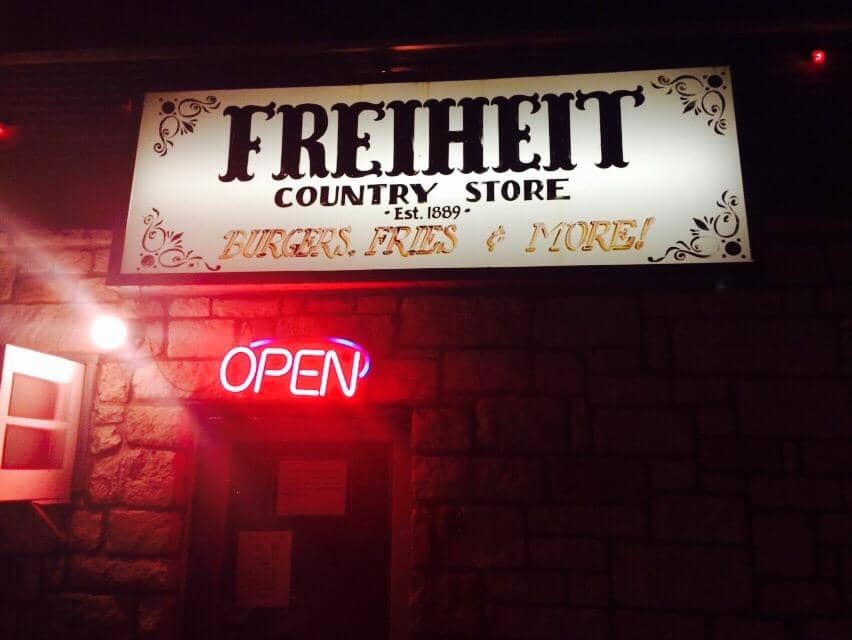 FREIHEIT
COUNTRY STORE
· Est. 1889 ·
BURGERS, FRIES & MORE!
OPEN